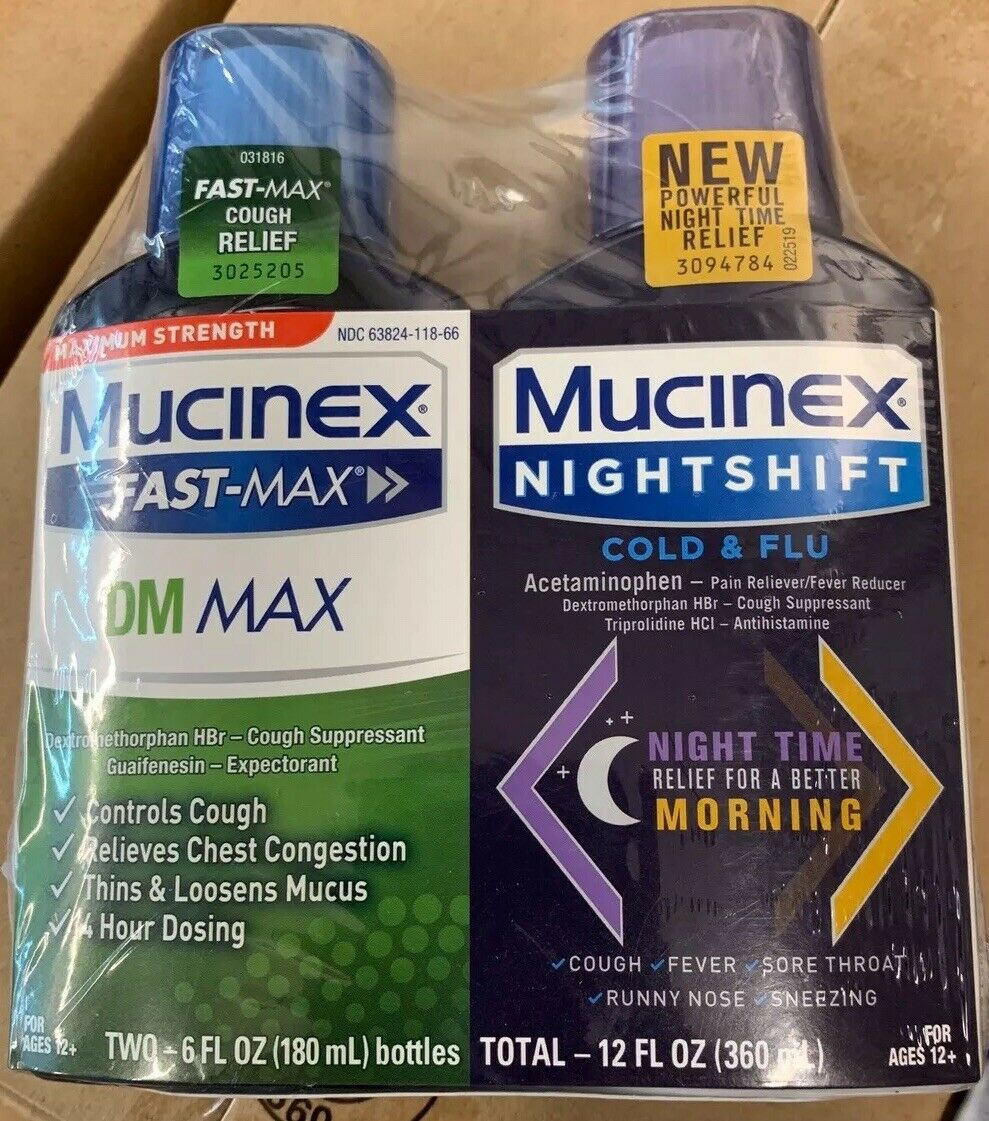 031816
FAST-MAX®
COUGH
RELIEF
3025205
NEW
POWERFUL
NIGHT TIME
RELIEF
3094784
022519
MAXIMUM STRENGTH
NDC 63824-118-66
Mucinex®
FAST-MAX®
DM MAX
Dextromethorphan HBr – Cough Suppressant
Guaifenesin – Expectorant
Controls Cough
Relieves Chest Congestion
Thins & Loosens Mucus
4 Hour Dosing
FOR
AGES 12+
TWO – 6 FL OZ (180 mL) bottles
Mucinex®
NIGHTSHIFT
COLD & FLU
Acetaminophen – Pain Reliever/Fever Reducer
Dextromethorphan HBr – Cough Suppressant
Triprolidine HCl – Antihistamine
NIGHT TIME
RELIEF FOR A BETTER
MORNING
COUGH FEVER SORE THROAT
RUNNY NOSE SNEEZING
TOTAL – 12 FL OZ (360 mL)
FOR
AGES 12+